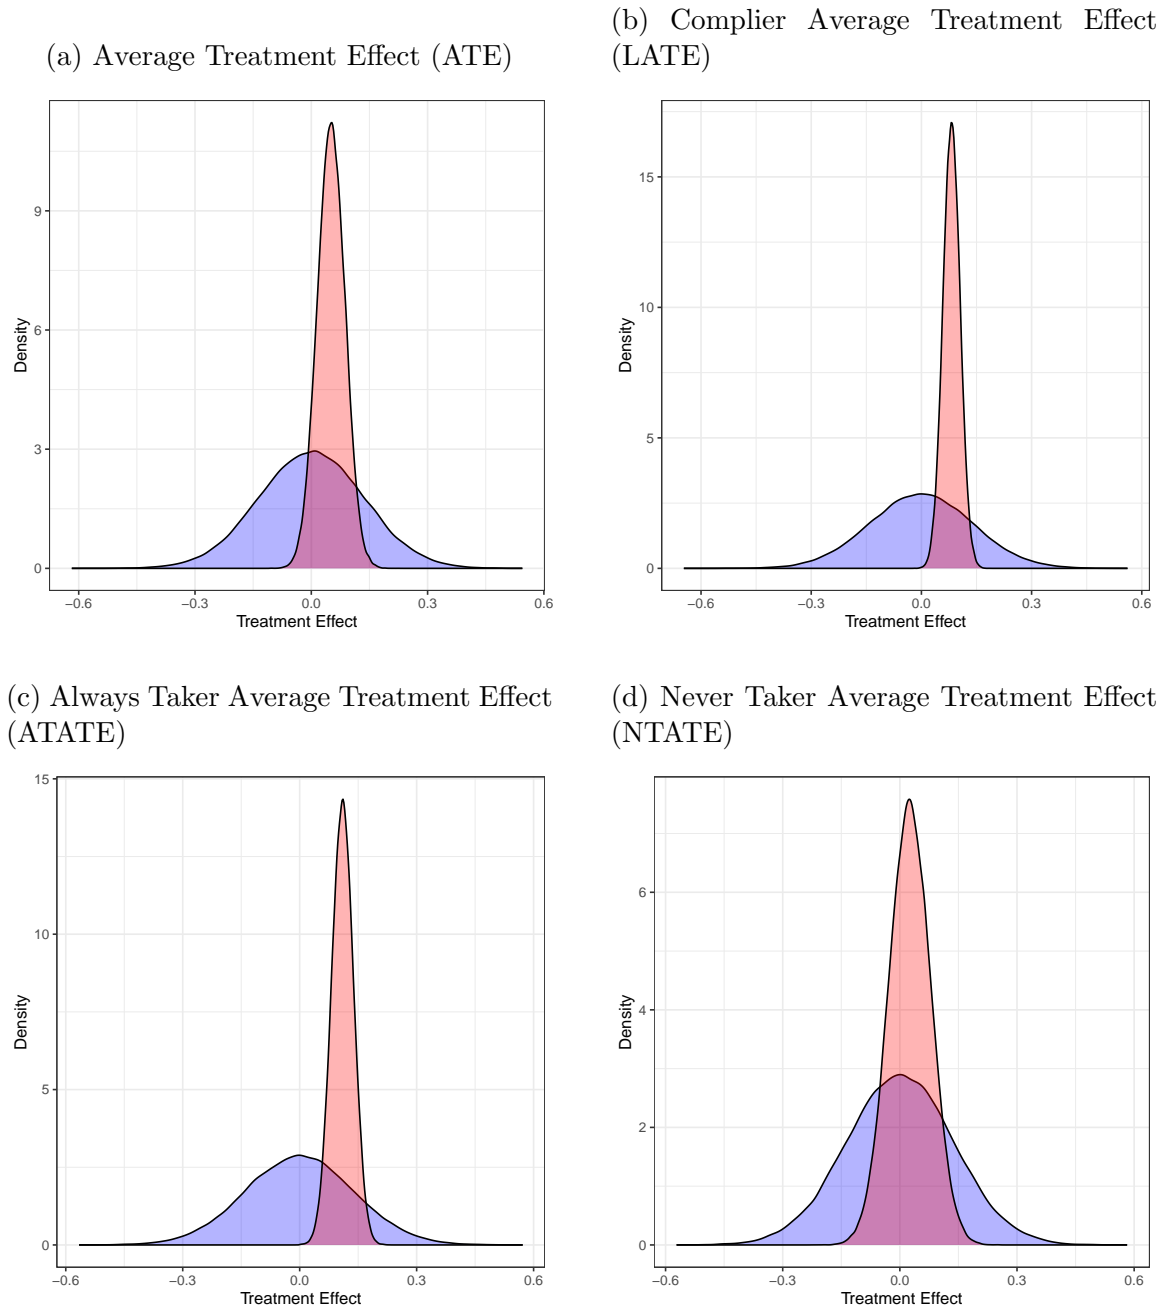 (a) Average Treatment Effect (ATE)
(b) Complier Average Treatment Effect
(LATE)
9
6
3
0
Density
−0.6 −0.3 0.0 0.3 0.6
Treatment Effect
15
10
5
0
Density
−0.6 −0.3 0.0 0.3 0.6
Treatment Effect
(c) Always Taker Average Treatment Effect
(ATATE)
(d) Never Taker Average Treatment Effect
(NTATE)
15
10
5
0
Density
−0.6 −0.3 0.0 0.3 0.6
Treatment Effect
6
4
2
0
Density
−0.6 −0.3 0.0 0.3 0.6
Treatment Effect